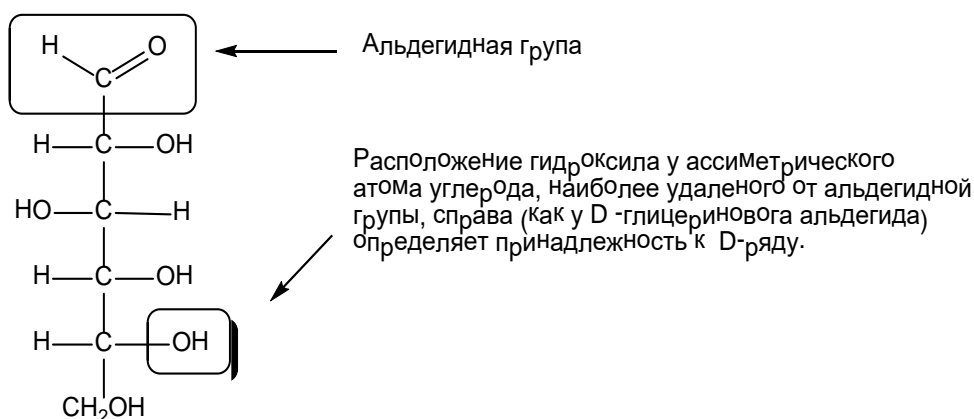 H O
C
Альдегидная група
H C OH
HO C H
H C OH
H C OH
CH2OH
Расположение гидроксила у ассиметрического
атома углерода, наиболее удаленого от альдегидной
групы, справа (как у D -глицеринового альдегида)
определяет принадлежность к D-ряду.